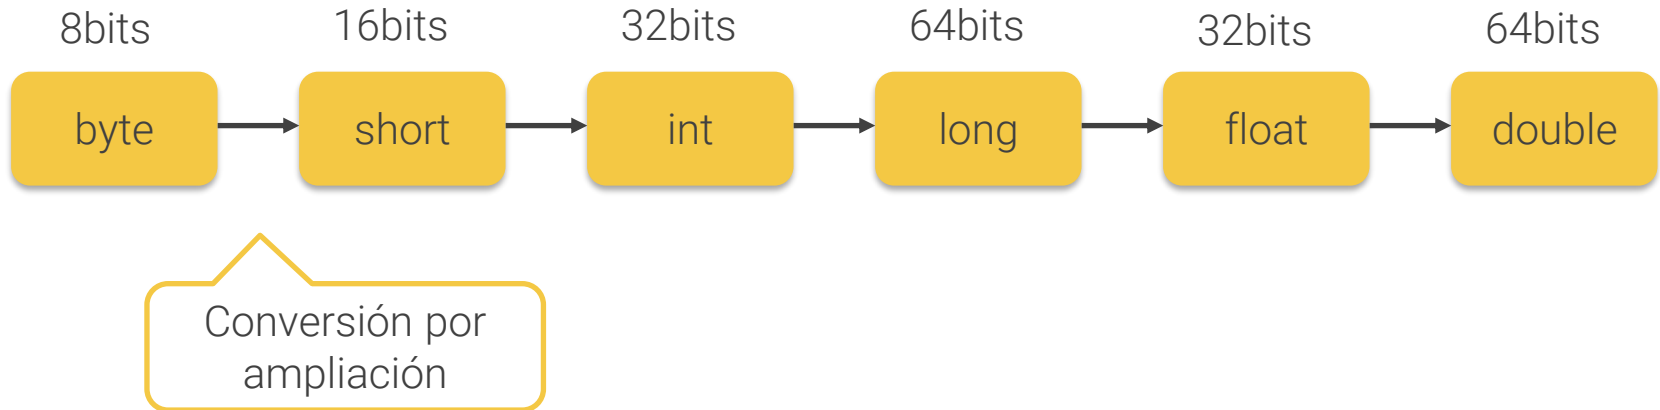 8bits 16bits 32bits 64bits 32bits 64bits
byte short int long float double
Conversión por
ampliación